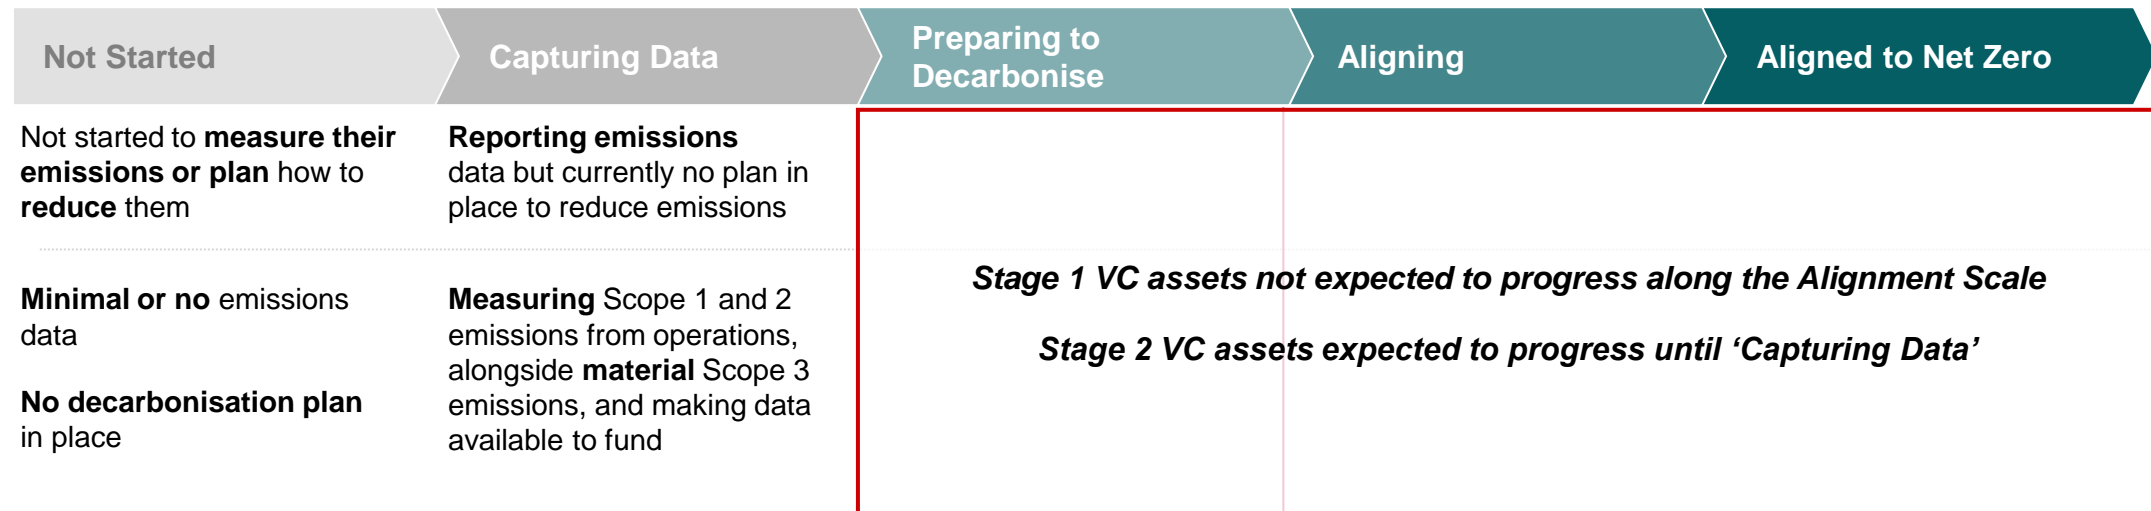 Not Started
Capturing Data
Preparing to
Decarbonise
Aligning
Aligned to Net Zero
Not started to measure their
emissions or plan how to
reduce them
Reporting emissions
data but currently no plan in
place to reduce emissions
Minimal or no emissions
data
No decarbonisation plan
in place
Measuring Scope 1 and 2
emissions from operations,
alongside material Scope 3
emissions, and making data
available to fund
Stage 1 VC assets not expected to progress along the Alignment Scale
Stage 2 VC assets expected to progress until ‘Capturing Data’